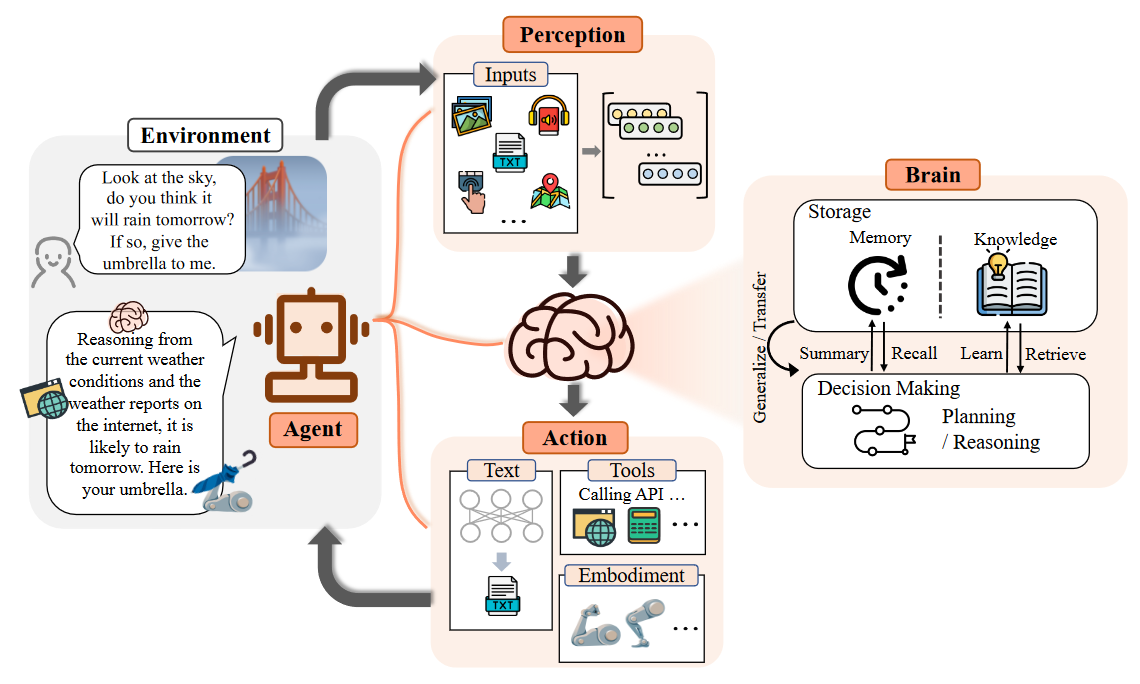 Perception
Inputs
TXT
...
...
Environment
Look at the sky,
do you think it
will rain tomorrow?
If so, give the
umbrella to me.
Reasoning from
the current weather
conditions and the
weather reports on
the internet, it is
likely to rain
tomorrow. Here is
your umbrella.
Agent
Brain
Storage
Memory
Knowledge
Generalize / Transfer
Summary
Recall
Learn
Retrieve
Decision Making
Planning
/ Reasoning
Action
Text
TXT
Tools
Calling API ...
...
Embodiment
...